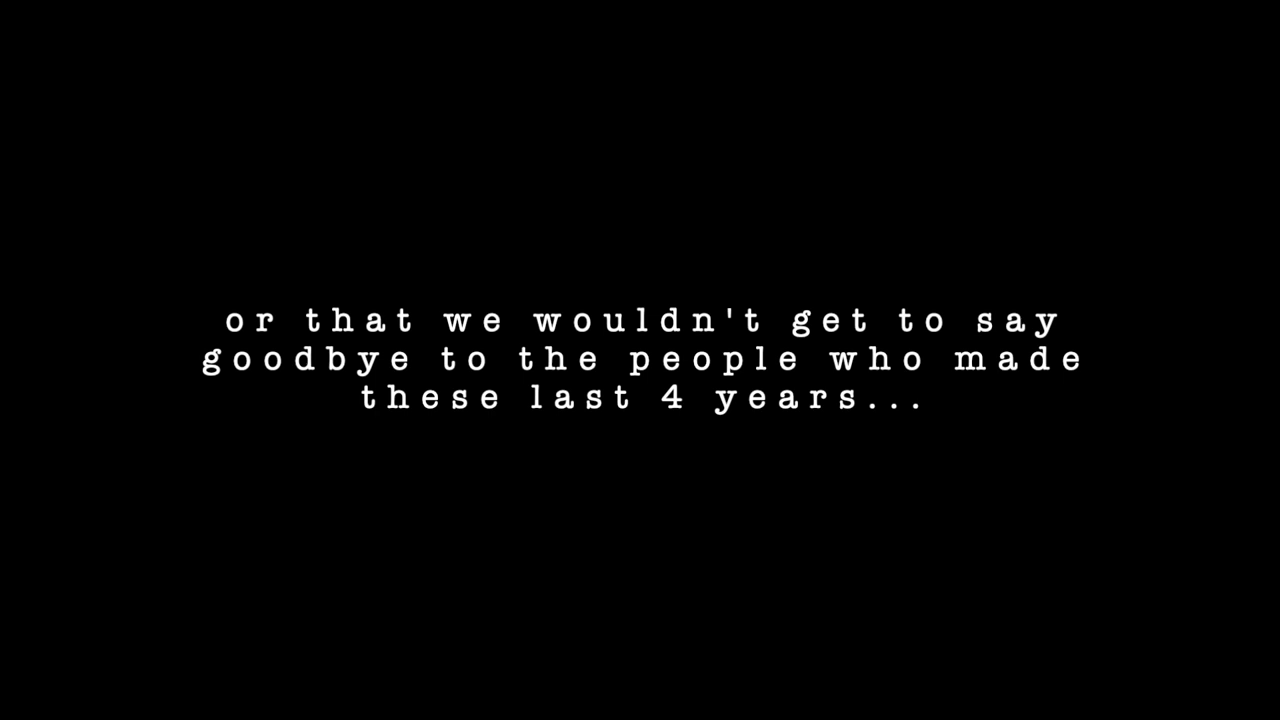 or that we wouldn't get to say
goodbye to the people who made
these last 4 years...